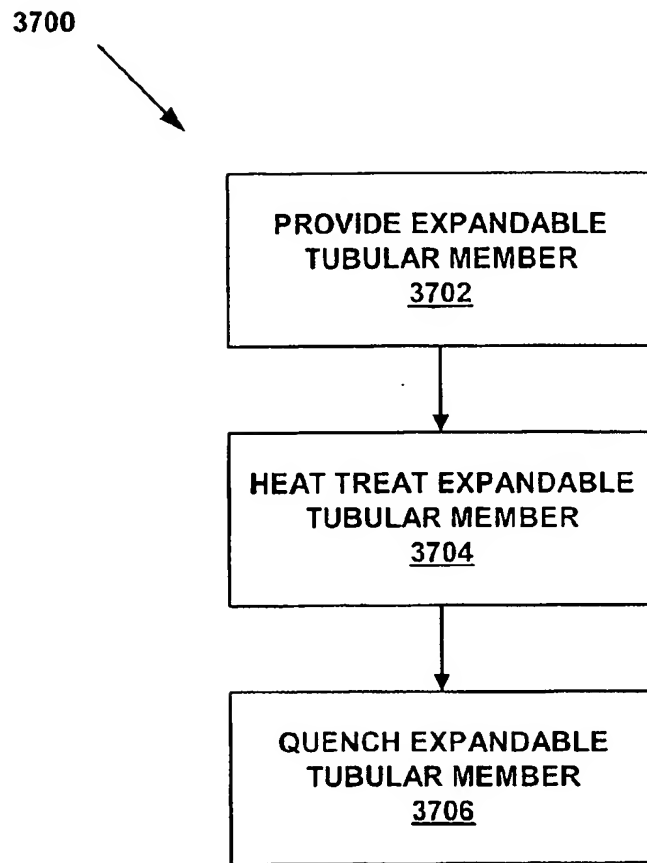 3700
PROVIDE EXPANDABLE
TUBULAR MEMBER
3702
HEAT TREAT EXPANDABLE
TUBULAR MEMBER
3704
QUENCH EXPANDABLE
TUBULAR MEMBER
3706